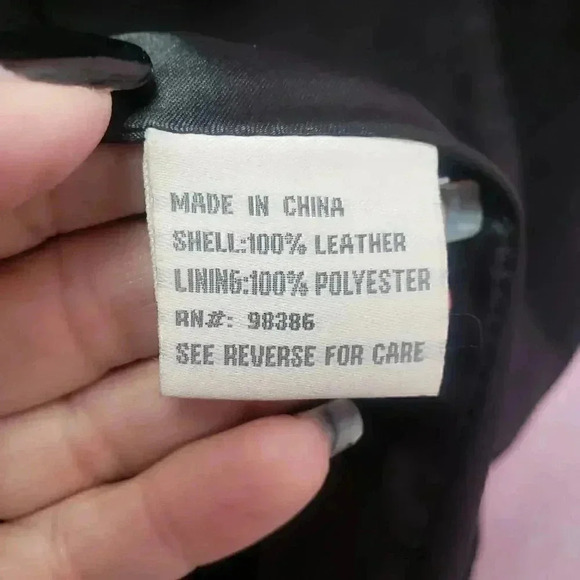 MADE IN CHINA
SHELL:100% LEATHER
LINING:100% POLYESTER
RN#: 98386
SEE REVERSE FOR CARE